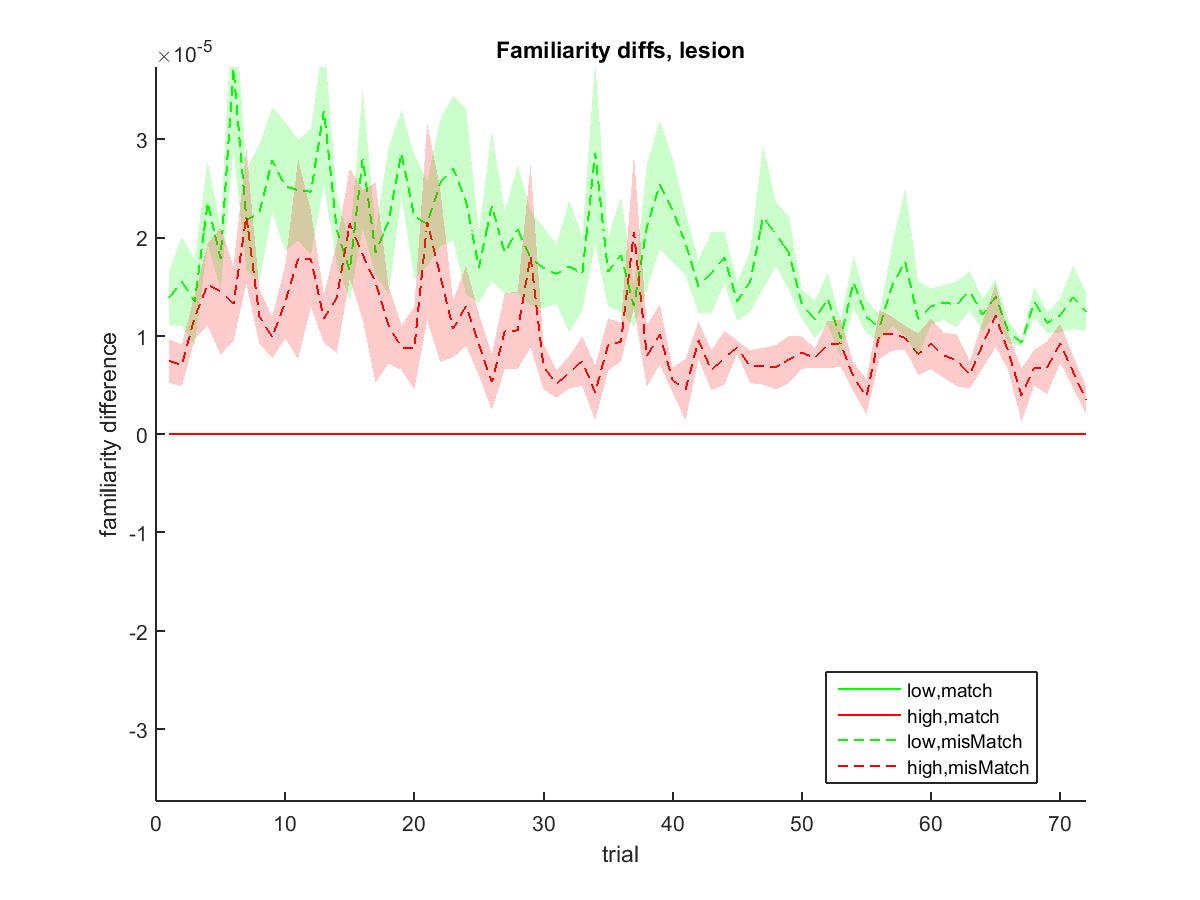 ×10-5
Familiarity diffs, lesion
3
2
1
0
-1
-2
-3
familiarity difference
low,match
high,match
low,misMatch
high,misMatch
0 10 20 30 40 50 60 70
trial